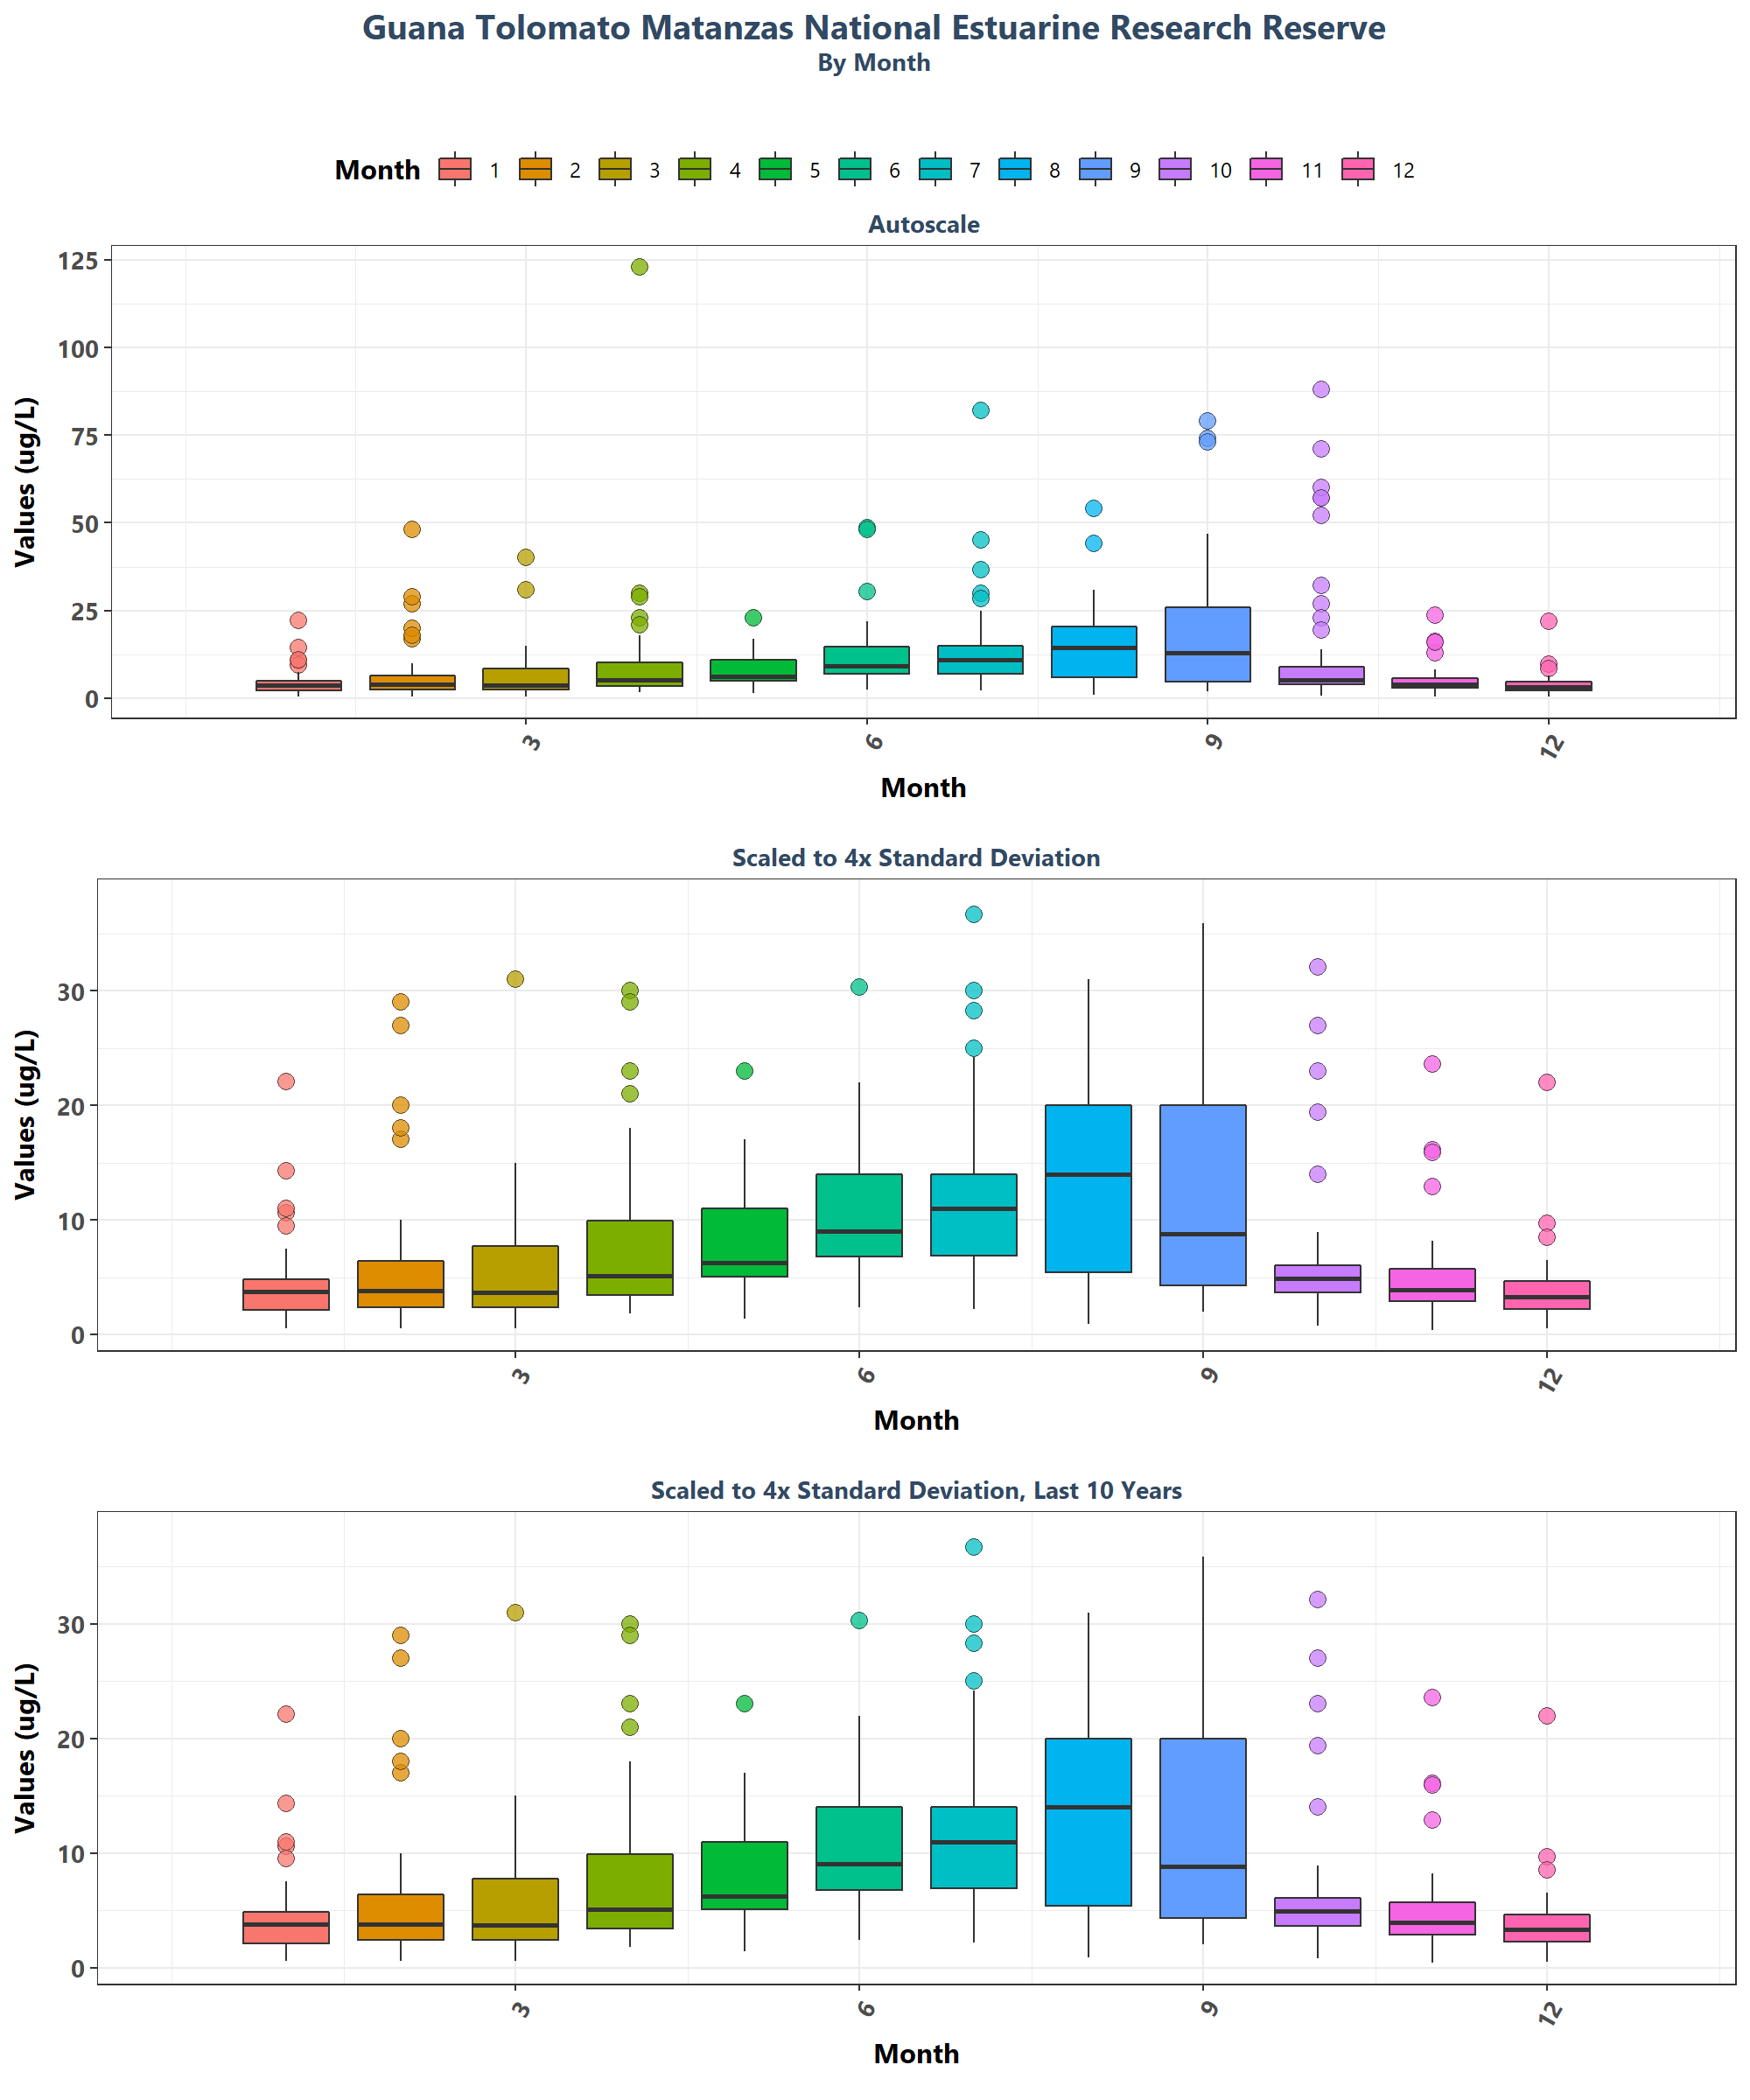 Guana Tolomato Matanzas National Estuarine Research Reserve
By Month
Month 1 2 3 4 5 6 7 8 9 10 11 12
Autoscale
Values (ug/L)
125
100
75
50
25
0
3 6 9 12
Month
Scaled to 4x Standard Deviation
Values (ug/L)
30
20
10
0
3 6 9 12
Month
Scaled to 4x Standard Deviation, Last 10 Years
Values (ug/L)
30
20
10
0
3 6 9 12
Month